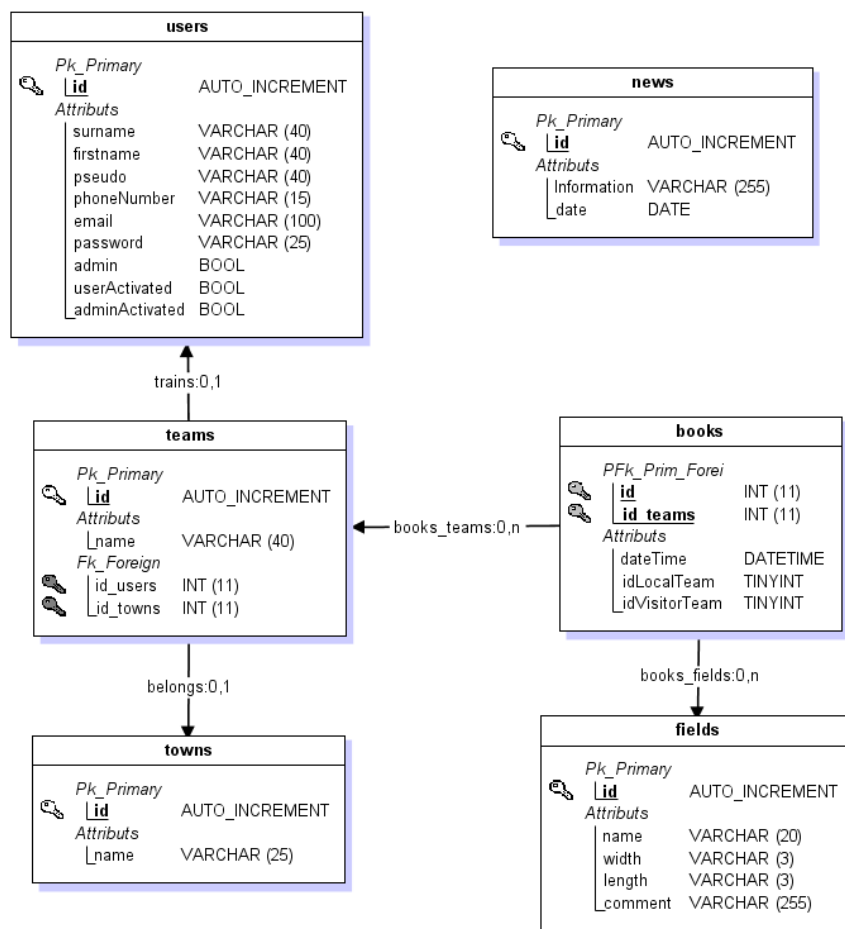 users
Pk_Primary
id AUTO_INCREMENT
Attributs
surname VARCHAR (40)
firstname VARCHAR (40)
pseudo VARCHAR (40)
phoneNumber VARCHAR (15)
email VARCHAR (100)
password VARCHAR (25)
admin BOOL
userActivated BOOL
adminActivated BOOL
news
Pk_Primary
id AUTO_INCREMENT
Attributs
Information VARCHAR (255)
date DATE
trains:0,1
teams
Pk_Primary
id AUTO_INCREMENT
Attributs
name VARCHAR (40)
Fk_Foreign
id_users INT (11)
id_towns INT (11)
books_teams:0,n
books
PFk_Prim_Forei
id INT (11)
id_teams INT (11)
Attributs
dateTime DATETIME
idLocalTeam TINYINT
idVisitorTeam TINYINT
belongs:0,1
books_fields:0,n
towns
Pk_Primary
id AUTO_INCREMENT
Attributs
name VARCHAR (25)
fields
Pk_Primary
id AUTO_INCREMENT
Attributs
name VARCHAR (20)
width VARCHAR (3)
length VARCHAR (3)
comment VARCHAR (255)